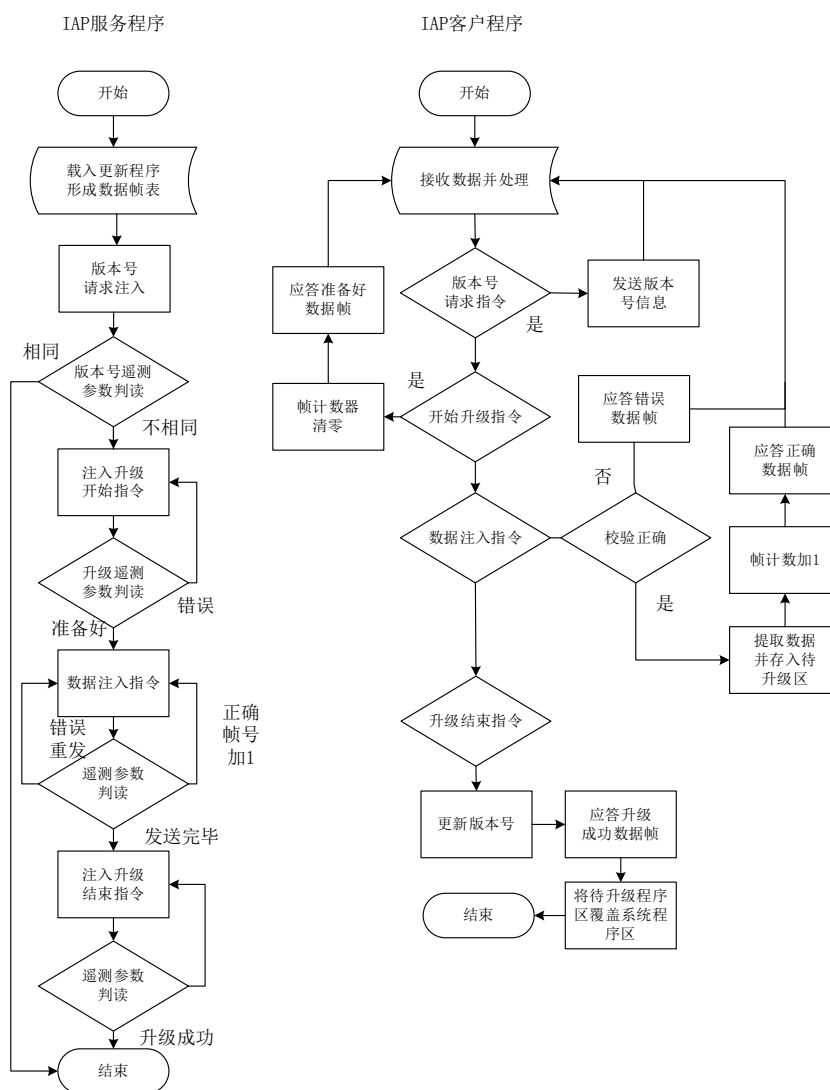 IAP服务程序
开始
载入更新程序
形成数据帧表
版本号
请求注入
相同
版本号遥测
参数判读
不相同
注入升级
开始指令
升级遥测
参数判读
错误
准备好
数据注入指令
错误
重发
正确
帧号
加1
遥测参数
判读
发送完毕
注入升级
结束指令
遥测参数
判读
升级成功
结束
IAP客户程序
开始
接收数据并处理
版本号
请求指令
是
发送版本
号信息
应答准备好
数据帧
是
帧计数器
清零
开始升级指令
应答错误
数据帧
否
数据注入指令
校验正确
是
应答正确
数据帧
帧计数加1
提取数据
并存入待
升级区
升级结束指令
更新版本号
应答升级
成功数据帧
将待升级程序
区覆盖系统程
序区
结束